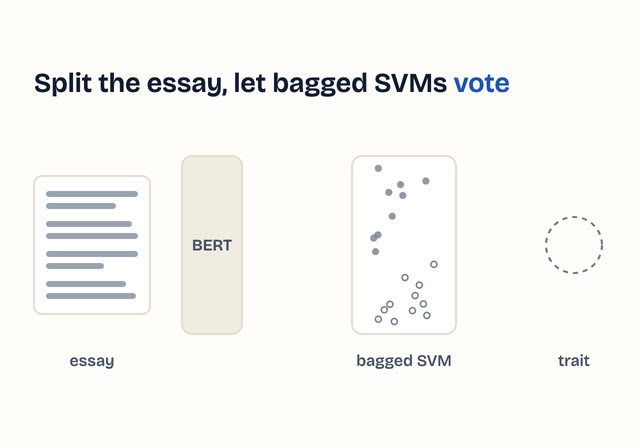 Split the essay, let bagged SVMs vote
BERT
essay
bagged SVM
trait